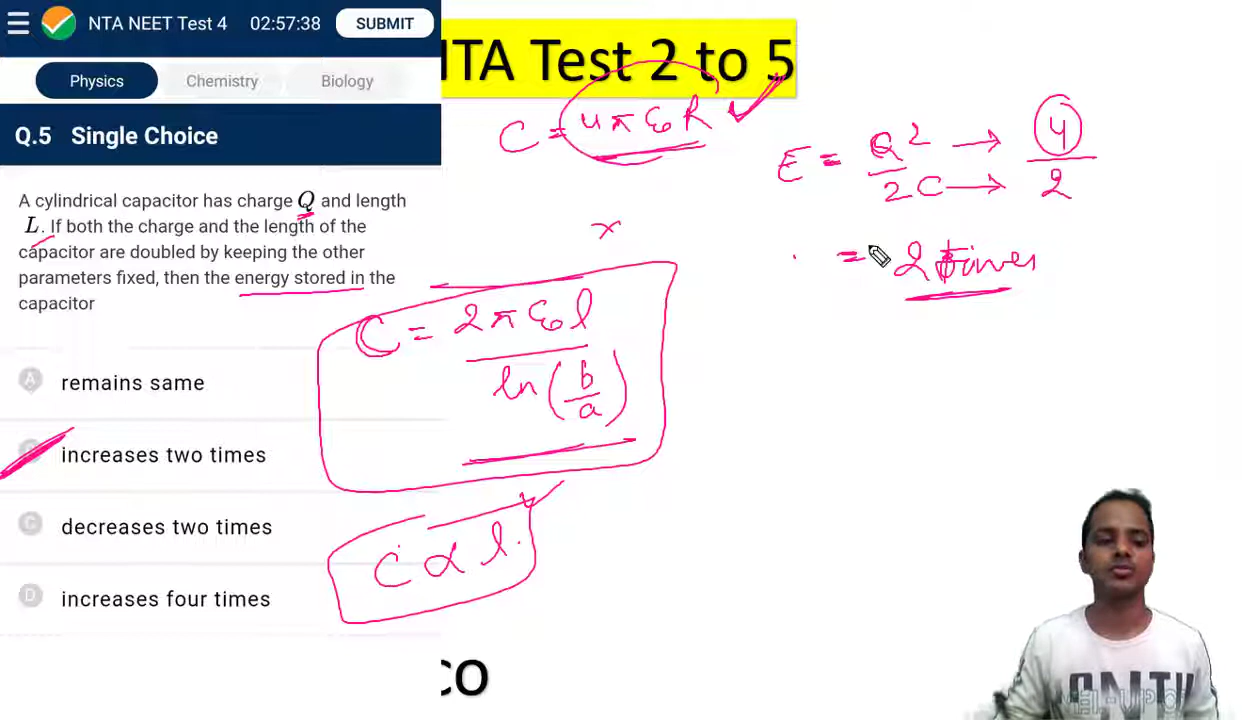 NTA NEET Test 4 02:57:38 SUBMIT
Physics Chemistry Biology
Q.5 Single Choice
A cylindrical capacitor has charge Q and length
L. If both the charge and the length of the
capacitor are doubled by keeping the other
parameters fixed, then the energy stored in the
capacitor
A remains same
increases two times
C decreases two times
D increases four times
NTA Test 2 to 5
C = 4πε₀R
E = Q²/2C → 4/2
= 2 times
x
C = 2πε₀l / ln(b/a)
C ∝ l.
co